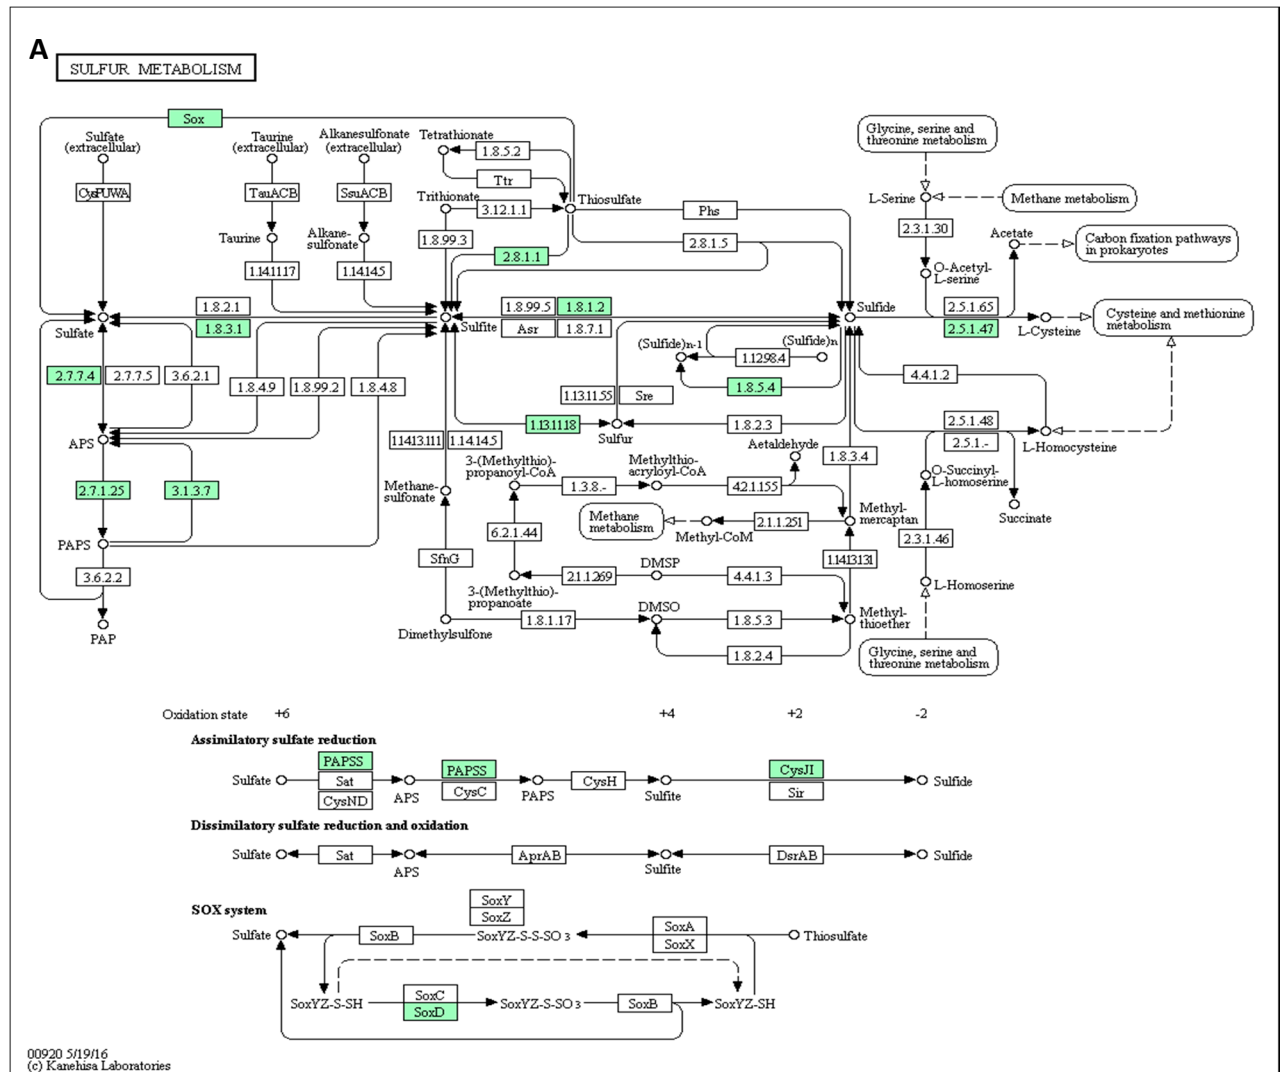 A
SULFUR METABOLISM
Sox
Sulfate
(extracellular)
Taurine
(extracellular)
Alkanesulfonate
(extracellular)
Tetrathionate
1.8.5.2
Ttr
Glycine, serine and
threonine metabolism
CysPUWA
TauACB
SsuACB
Trithionate
3.12.1.1
Thiosulfate
Phs
L-Serine
Methane metabolism
Taurine
Alkane-
sulfonate
1.8.99.3
2.8.1.1
2.8.1.5
2.3.1.30
Acetate
Carbon fixation pathways
in prokaryotes
1.14.11.17
1.14.14.5
O-Acetyl-
L-serine
Sulfate
1.8.2.1
1.8.3.1
Sulfite
1.8.99.5
1.8.1.2
Asr
1.8.7.1
Sulfide
2.5.1.65
2.5.1.47
L-Cysteine
Cysteine and methionine
metabolism
(Sulfide)n-1
1.12.98.4
(Sulfide)n
2.7.7.4
2.7.7.5
3.6.2.1
1.8.4.9
1.8.99.2
1.8.4.8
1.13.11.55
Sre
1.8.5.4
4.4.1.2
APS
1.13.11.18
Sulfur
1.8.2.3
2.5.1.48
2.5.1.-
L-Homocysteine
1.14.13.111
1.14.14.5
Aetaldehyde
1.8.3.4
2.7.1.25
3.1.3.7
Methane-
sulfonate
3-(Methylthio)-
propanoyl-CoA
1.3.8.-
Methylthio-
acryloyl-CoA
4.2.1.155
O-Succinyl-
L-homoserine
Succinate
Methane
metabolism
Methyl-CoM
2.1.1.251
Methyl-
mercaptan
PAPS
SfnG
6.2.1.44
2.3.1.46
1.14.13.131
3.6.2.2
3-(Methylthio)-
propanoate
2.1.1.269
DMSP
4.4.1.3
L-Homoserine
PAP
Dimethylsulfone
1.8.1.17
DMSO
1.8.5.3
Methyl-
thioether
1.8.2.4
Glycine, serine and
threonine metabolism
Oxidation state +6 +4 +2 -2
Assimilatory sulfate reduction
Sulfate
PAPSS
Sat
CysND
APS
PAPSS
CysC
PAPS
CysH
Sulfite
CysJI
Sir
Sulfide
Dissimilatory sulfate reduction and oxidation
Sulfate
Sat
APS
AprAB
Sulfite
DsrAB
Sulfide
SOX system
SoxY
SoxZ
Sulfate
SoxB
SoxYZ-S-S-SO3
SoxA
SoxX
Thiosulfate
SoxYZ-S-SH
SoxC
SoxD
SoxYZ-S-SO3
SoxB
SoxYZ-SH
00920 5/19/16
(c) Kanehisa Laboratories